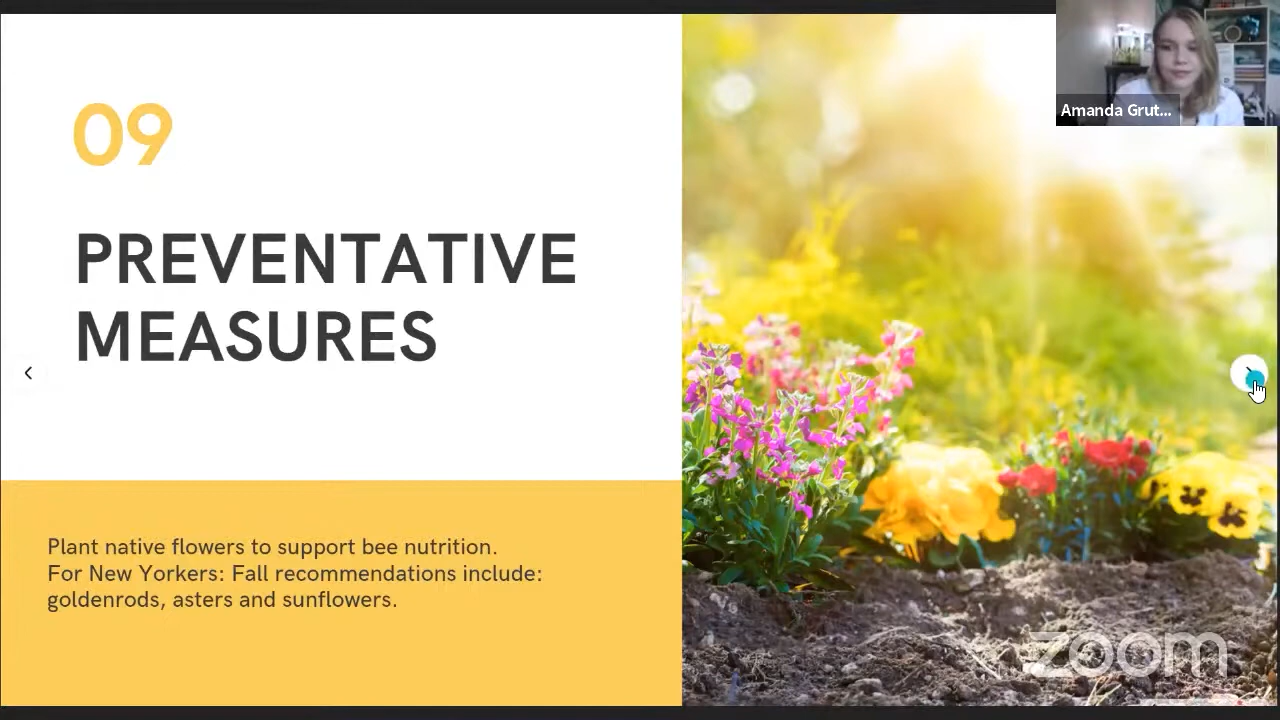 09
PREVENTATIVE
MEASURES
Plant native flowers to support bee nutrition.
For New Yorkers: Fall recommendations include:
goldenrods, asters and sunflowers.
Amanda Grut...
zoom